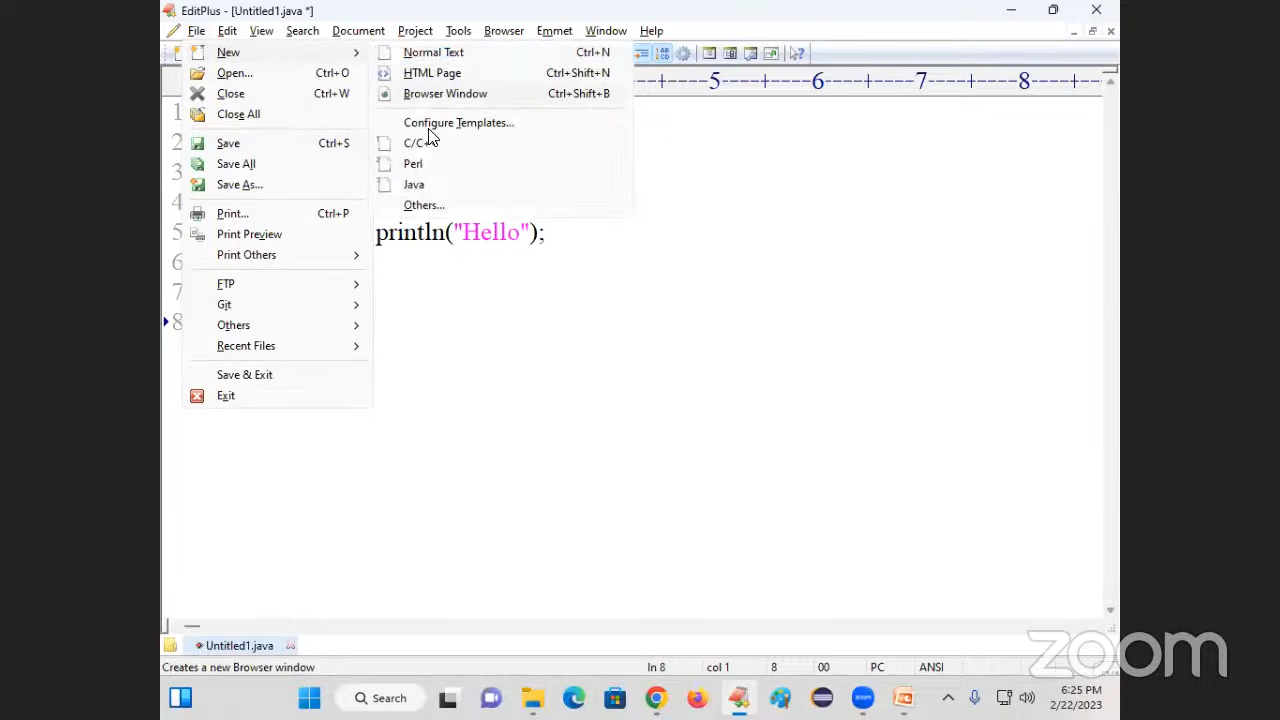 EditPlus - [Untitled1.java *]
File Edit View Search Document Project Tools Browser Emmet Window Help
New
Open... Ctrl+O
Close Ctrl+W
Close All
Save Ctrl+S
Save All
Save As...
Print... Ctrl+P
Print Preview
Print Others
FTP
Git
Others
Recent Files
Save & Exit
Exit
Normal Text Ctrl+N
HTML Page Ctrl+Shift+N
Browser Window Ctrl+Shift+B
Configure Templates...
C/C+
Perl
Java
Others...
----+----5----+----6----+----7----+----8----+--
1
2
3
4
5 println("Hello");
6
7
8
Untitled1.java
Creates a new Browser window ln 8 col 1 8 00 PC ANSI
zoom
Search
zoom
6:25 PM
2/22/2023